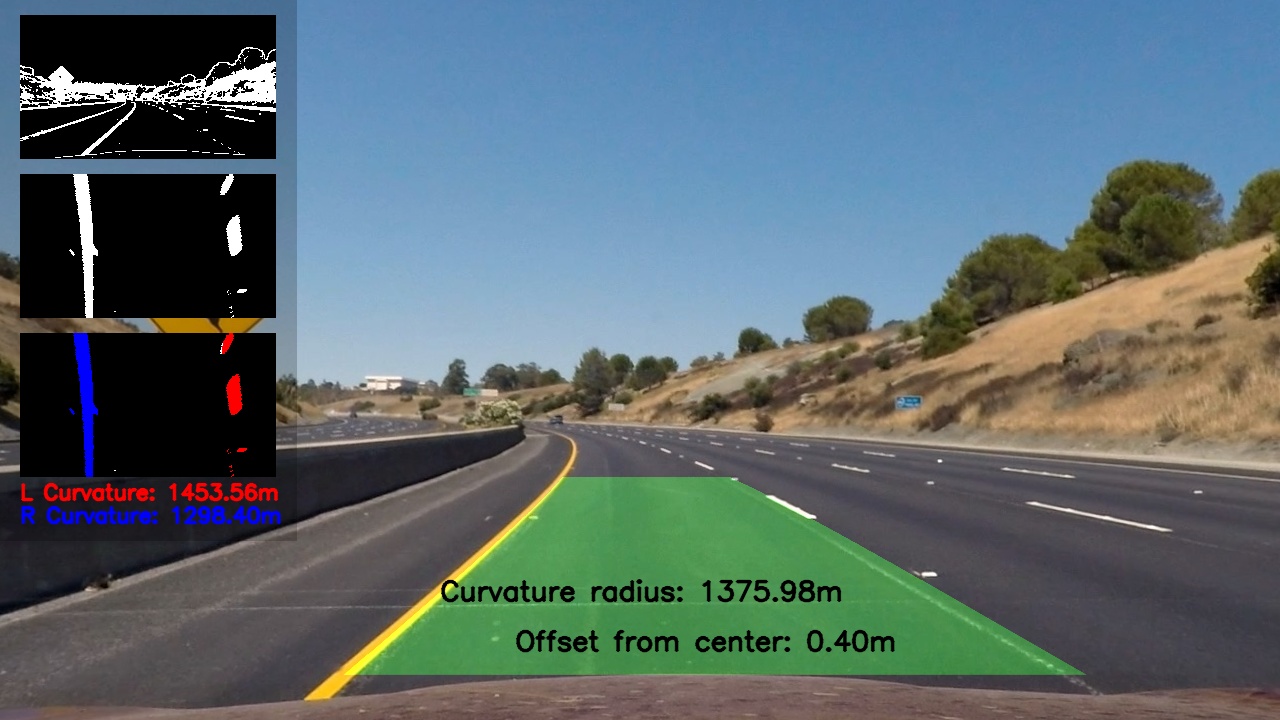 L Curvature: 1453.56m
R Curvature: 1298.40m
Curvature radius: 1375.98m
Offset from center: 0.40m